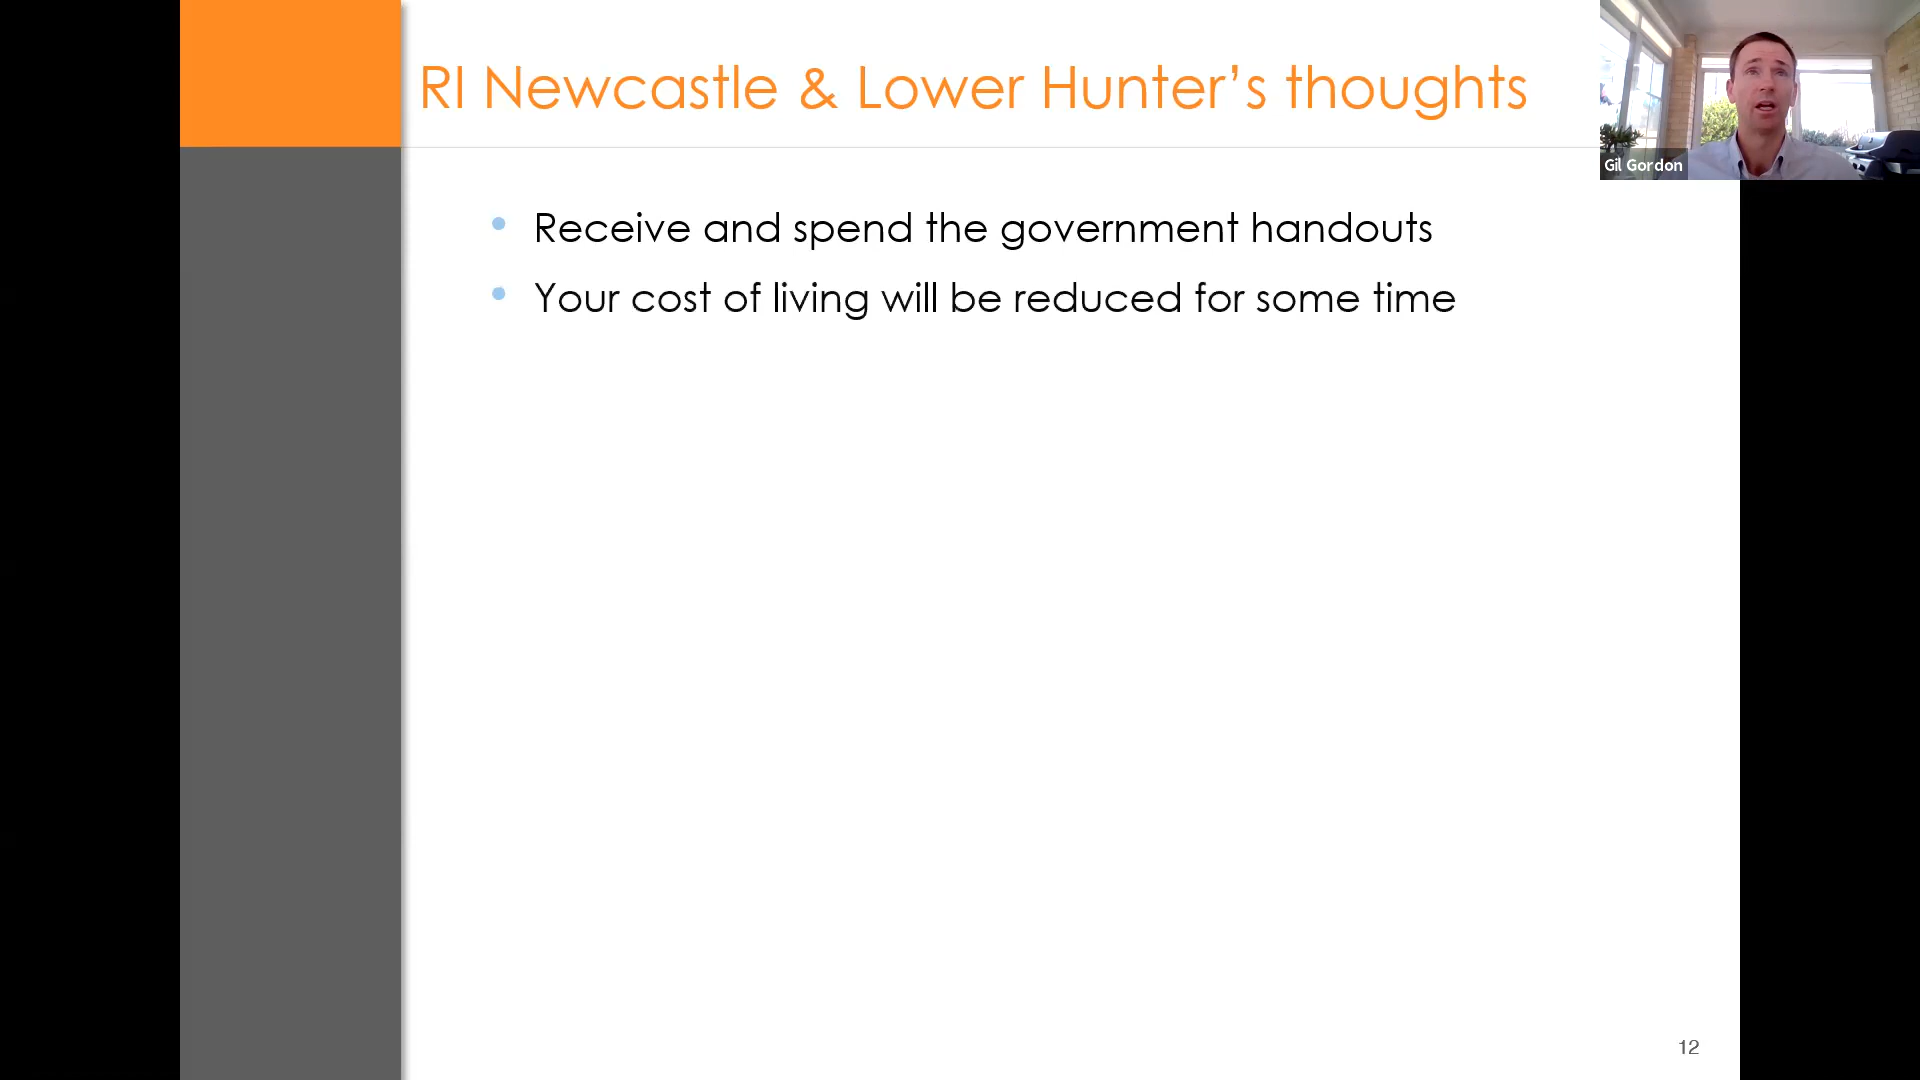 RI Newcastle & Lower Hunter’s thoughts
Gil Gordon
Receive and spend the government handouts
Your cost of living will be reduced for some time
12